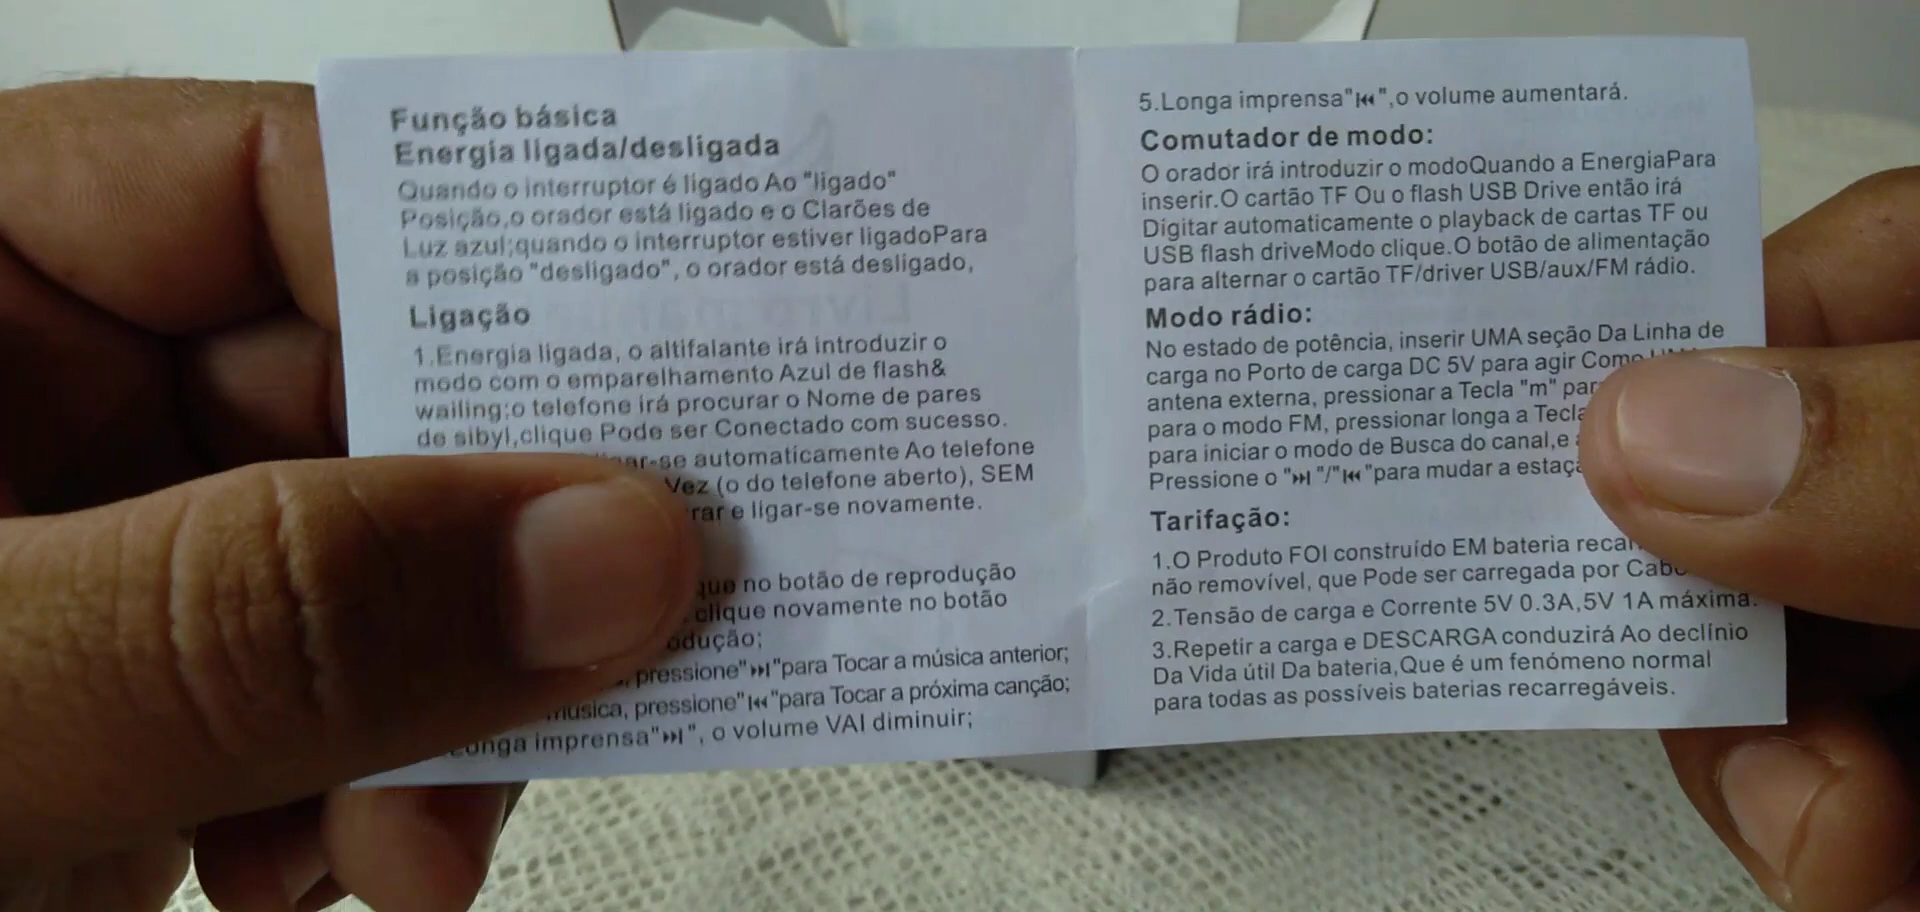 Função básica
Energia ligada/desligada
Quando o interruptor é ligado Ao "ligado"
Posição,o orador está ligado e o Clarões de
Luz azul;quando o interruptor estiver ligadoPara
a posição "desligado", o orador está desligado,
Ligação
1.Energia ligada, o altifalante irá introduzir o
modo com o emparelhamento Azul de flash&
wailing;o telefone irá procurar o Nome de pares
de sibyl,clique Pode ser Conectado com sucesso.
automaticamente Ao telefone
Vez (o do telefone aberto), SEM
e ligar-se novamente.
no botão de reprodução
clique novamente no botão
pressione"⏭"para Tocar a música anterior;
pressione"⏮"para Tocar a próxima canção;
imprensa"⏭", o volume VAI diminuir;
5.Longa imprensa"⏮",o volume aumentará.
Comutador de modo:
O orador irá introduzir o modoQuando a EnergiaPara
inserir.O cartão TF Ou o flash USB Drive então irá
Digitar automaticamente o playback de cartas TF ou
USB flash driveModo clique.O botão de alimentação
para alternar o cartão TF/driver USB/aux/FM rádio.
Modo rádio:
No estado de potência, inserir UMA seção Da Linha de
carga no Porto de carga DC 5V para agir Como
antena externa, pressionar a Tecla "m"
para o modo FM, pressionar longa a
para iniciar o modo de Busca do canal,e
Pressione o "⏭"/"⏮"para mudar a
Tarifação:
1.O Produto FOI construído EM bateria
não removível, que Pode ser carregada por
2.Tensão de carga e Corrente 5V 0.3A,5V 1A máxima.
3.Repetir a carga e DESCARGA conduzirá Ao declínio
Da Vida útil Da bateria,Que é um fenómeno normal
para todas as possíveis baterias recarregáveis.